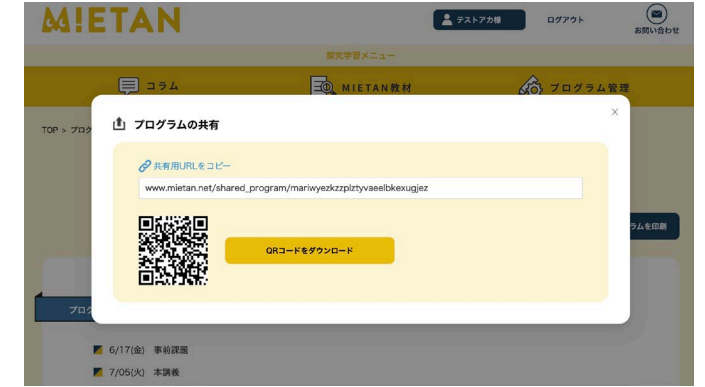 MIETAN
テストアカ様
ログアウト
お問い合わせ
探究学習メニュー
コラム
MIETAN教材
プログラム管理
TOP > プログ
プログラムの共有
×
共有用URLをコピー
www.mietan.net/shared_program/mariwyezkzzplztyvaeelbkexugjez
QRコードをダウンロード
ラムを印刷
プログ
6/17(金) 事前課題
7/05(火) 本講義